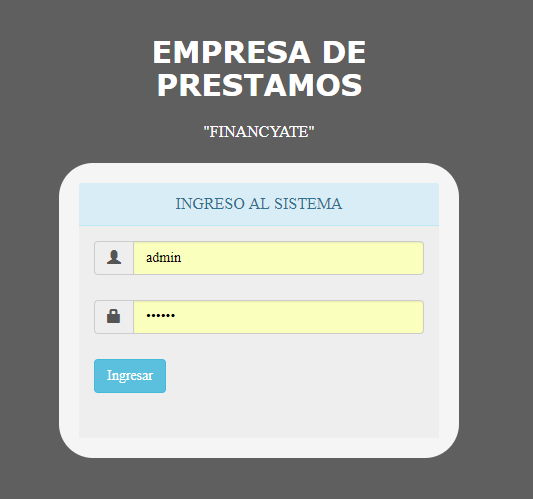 EMPRESA DE
PRESTAMOS
"FINANCYATE"
INGRESO AL SISTEMA
admin
••••••
Ingresar